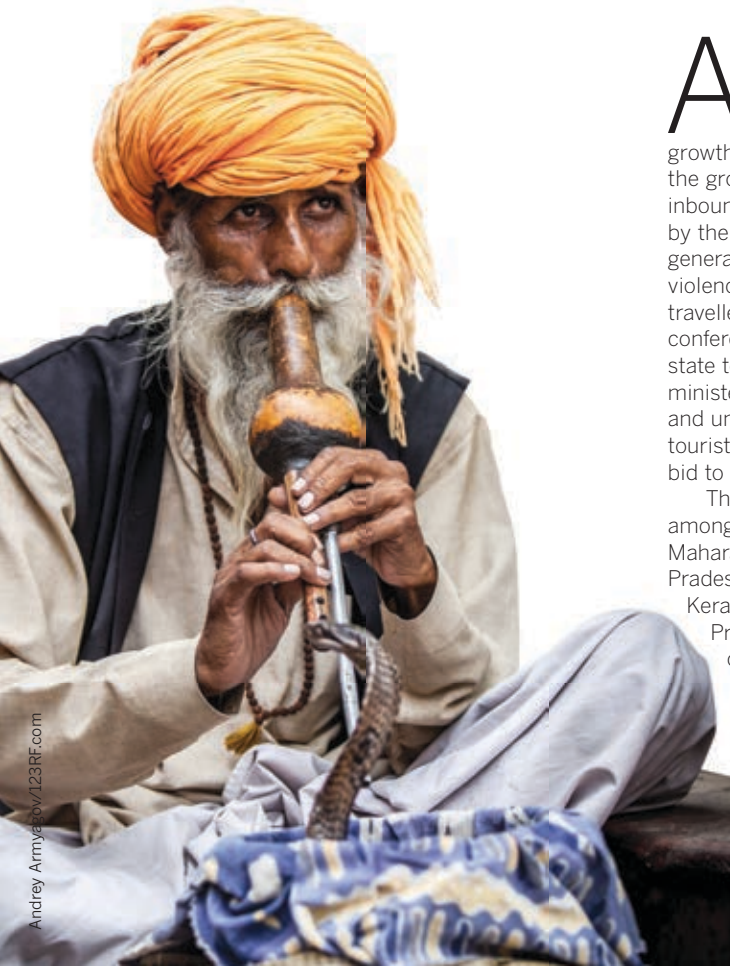 A
growth
the gro
inboun
by the
genera
violenc
travelle
confere
state t
ministe
and un
tourist
bid to
Th
among
Mahar
Prades
Kera
Pr
Andrey Armyagov/123RF.com